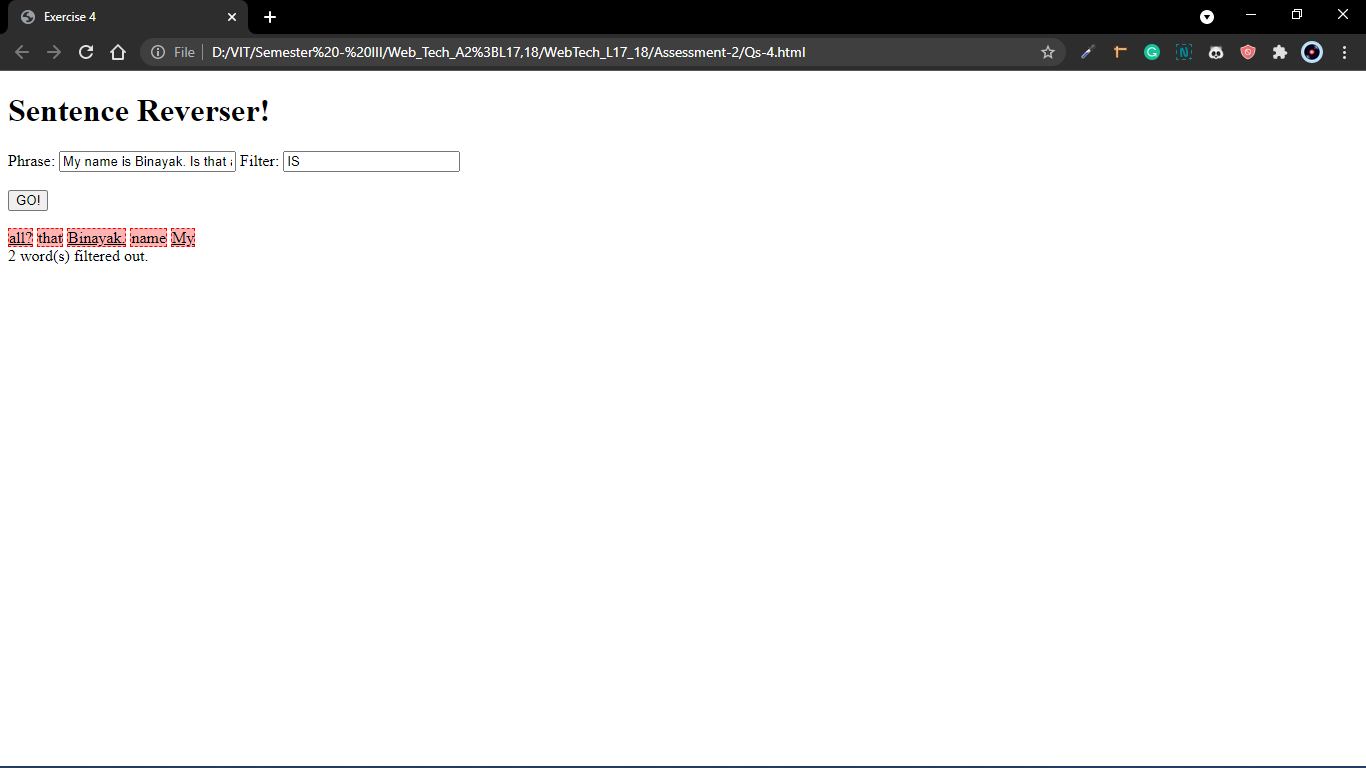 Exercise 4
File D:/VIT/Semester%20-%20III/Web_Tech_A2%3BL17,18/WebTech_L17_18/Assessment-2/Qs-4.html
Sentence Reverser!
Phrase: My name is Binayak. Is that Filter: IS
GO!
all? that Binayak. name My
2 word(s) filtered out.